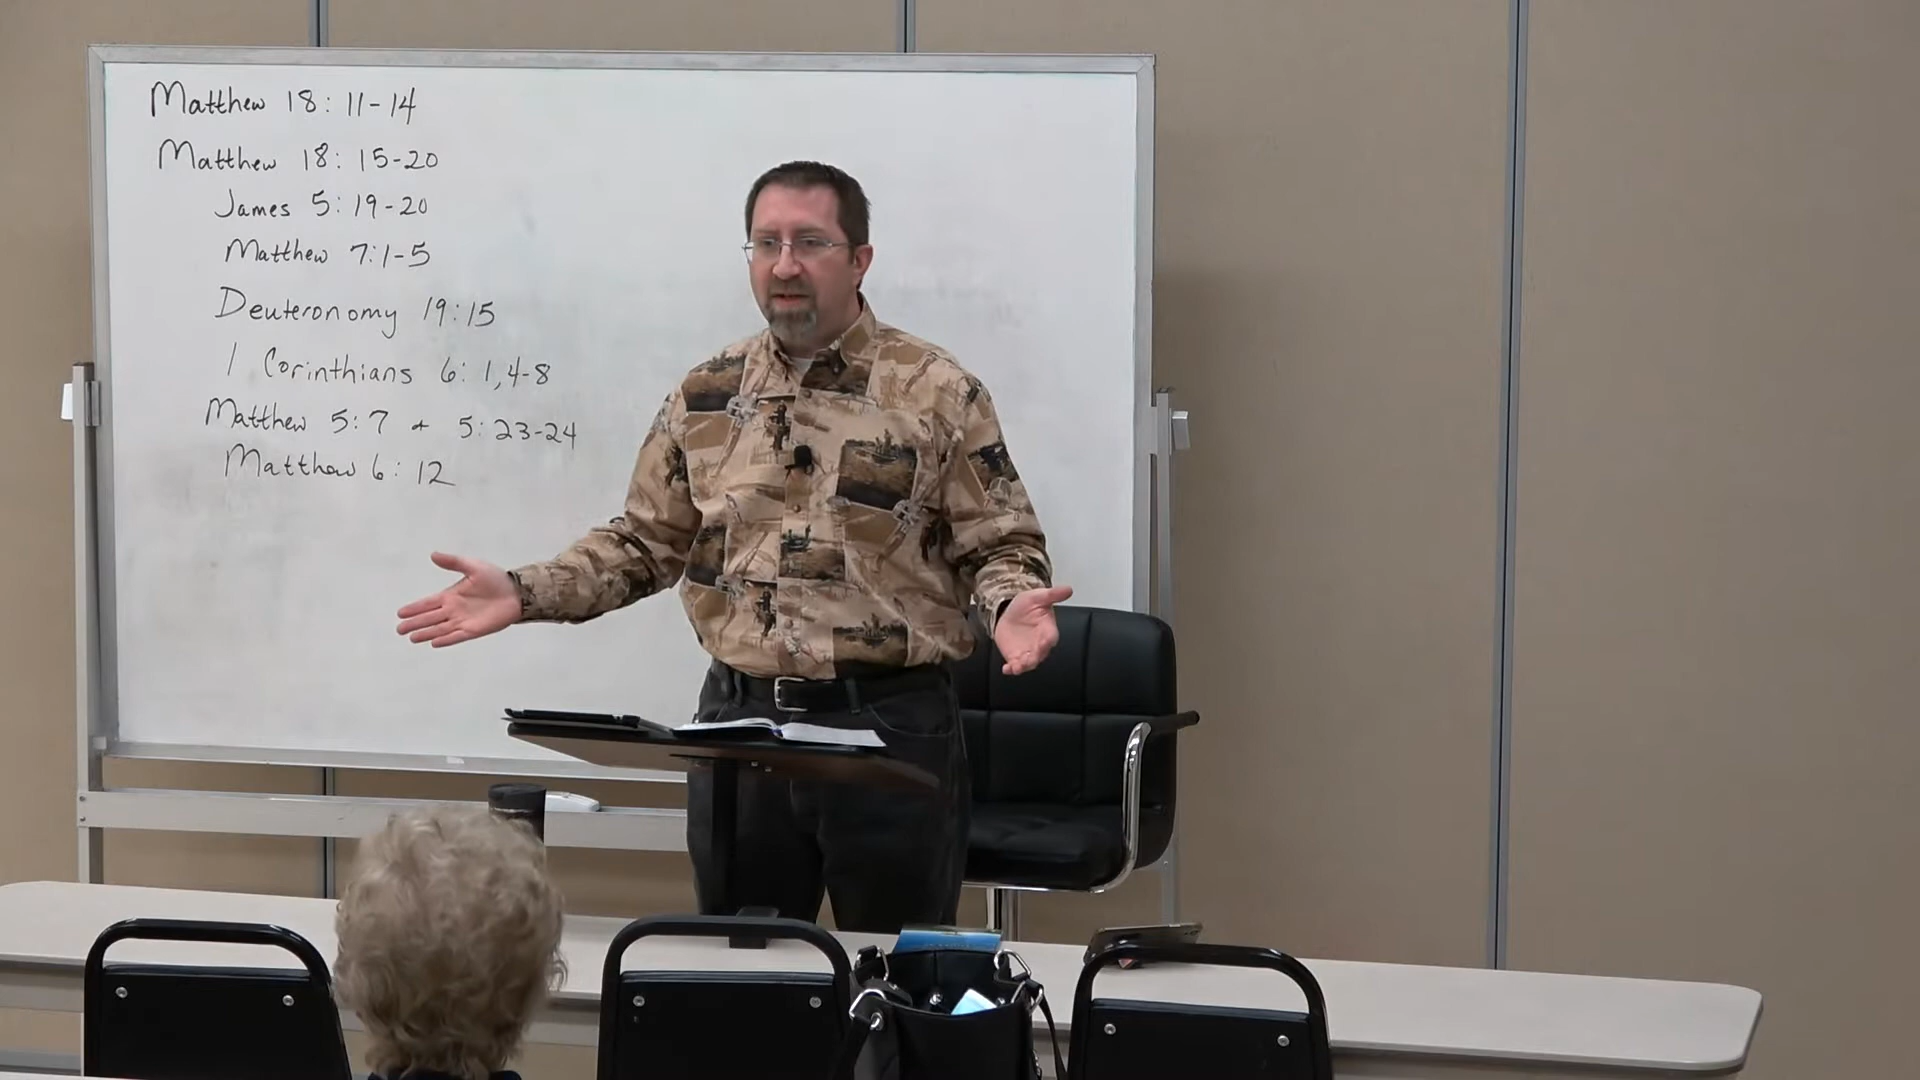 Matthew 18: 11-14
Matthew 18: 15-20
James 5: 19-20
Matthew 7:1-5
Deuteronomy 19:15
1 Corinthians 6: 1,4-8
Matthew 5:7 + 5:23-24
Matthew 6: 12